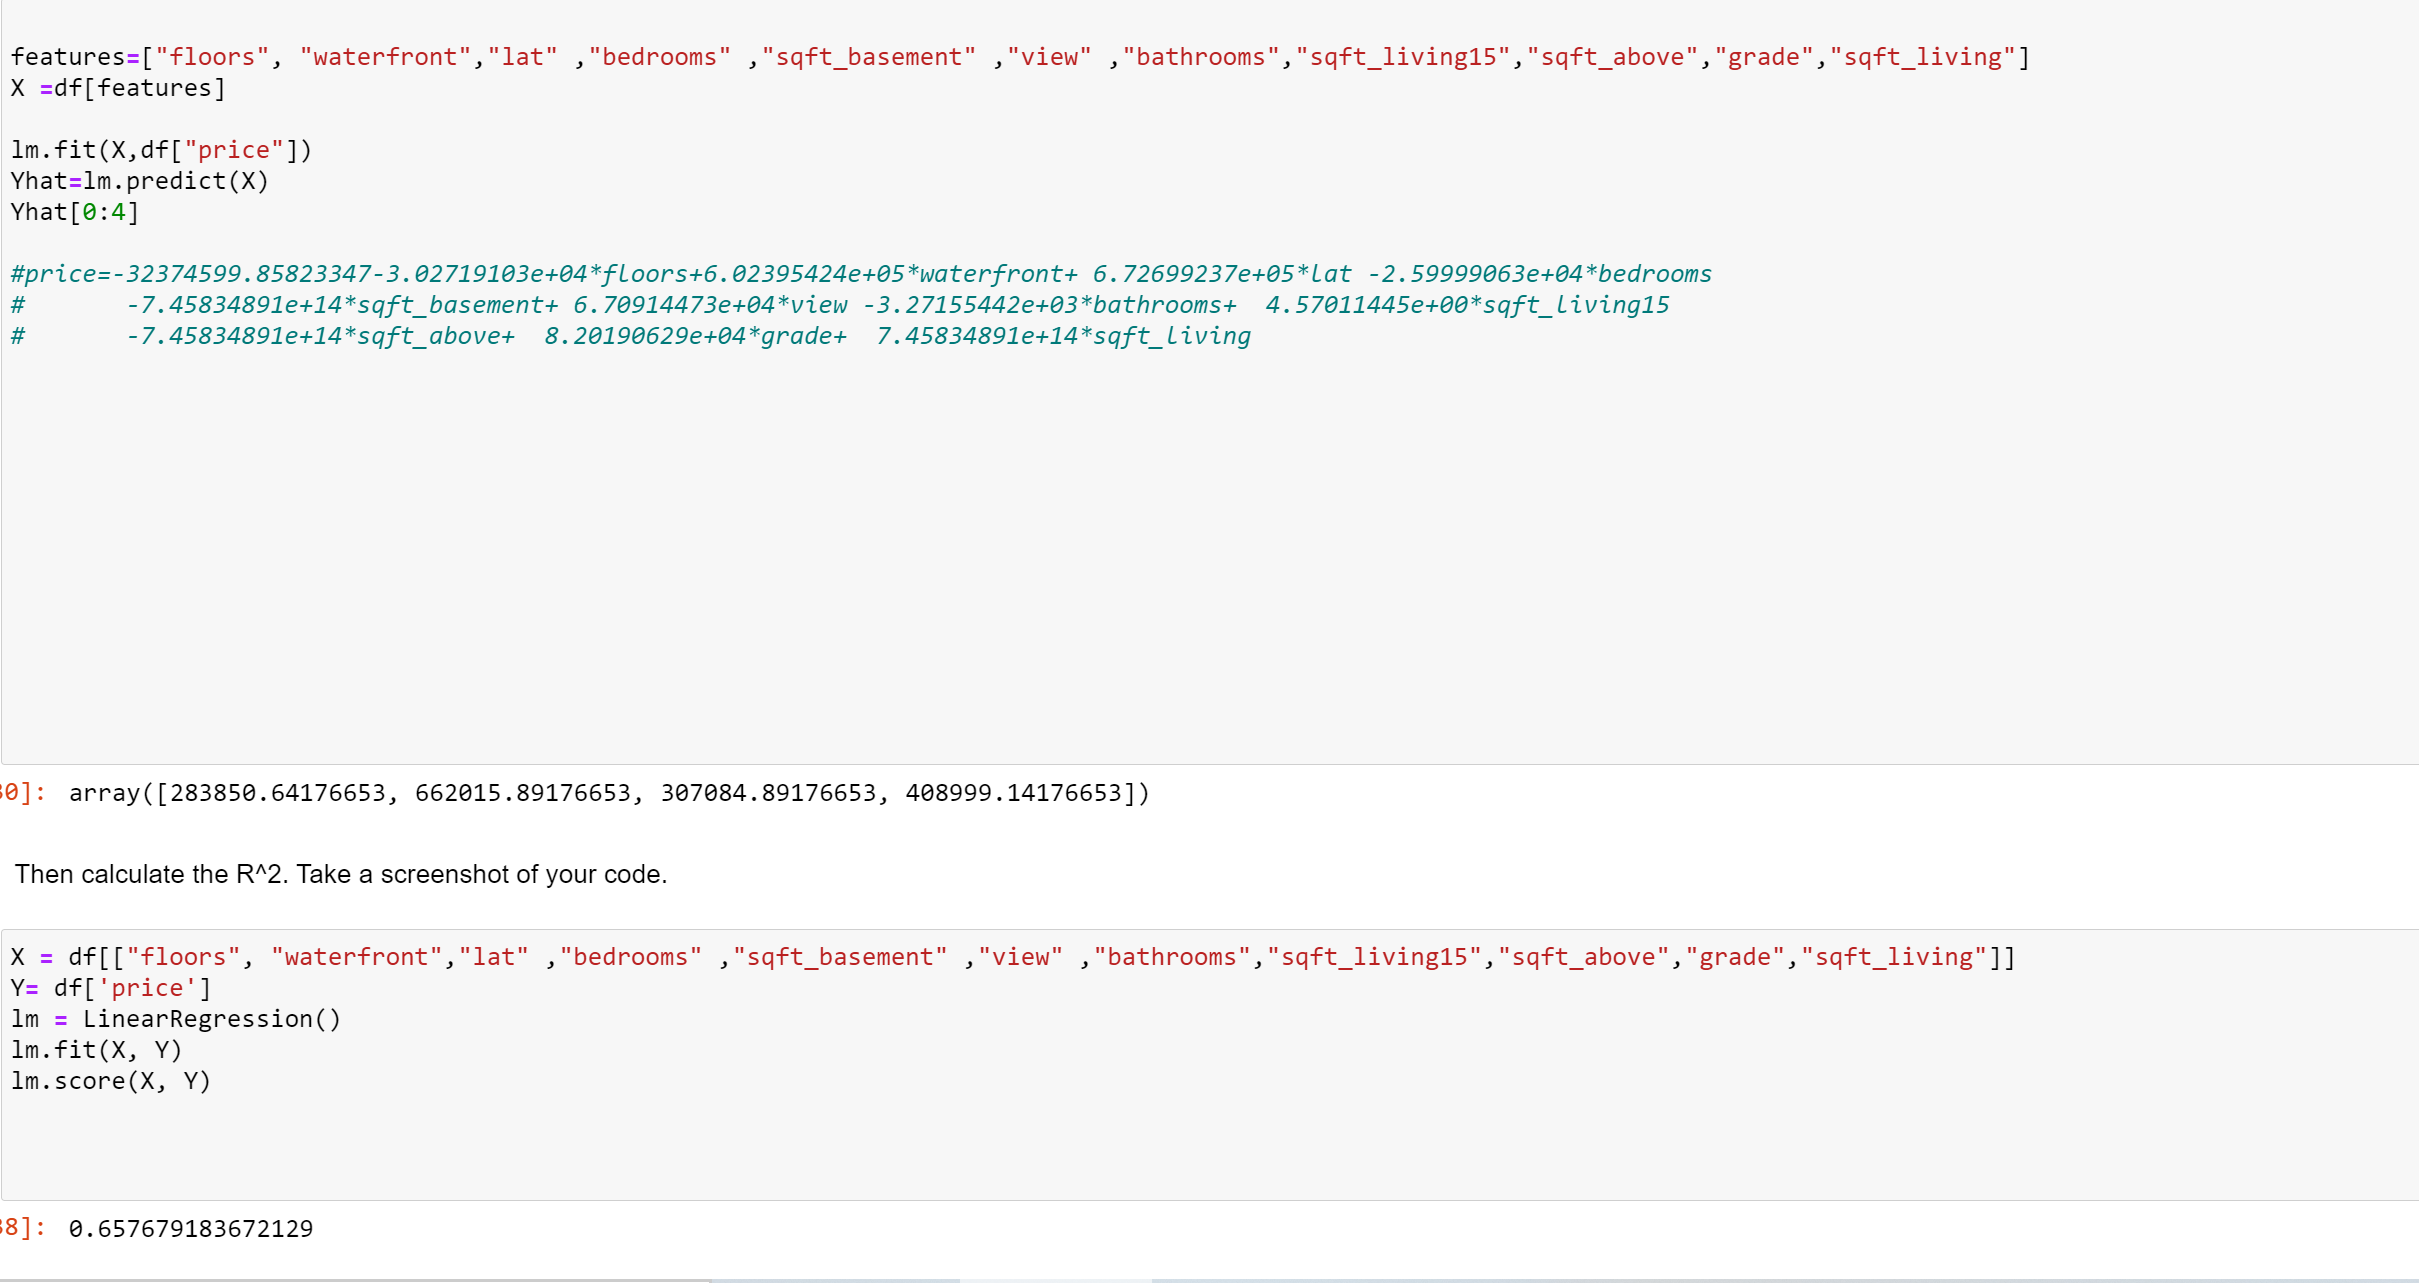 features=["floors", "waterfront","lat" ,"bedrooms" ,"sqft_basement" ,"view" ,"bathrooms","sqft_living15","sqft_above","grade","sqft_living"]
X =df[features]
lm.fit(X,df["price"])
Yhat=lm.predict(X)
Yhat[0:4]
#price=-32374599.85823347-3.02719103e+04*floors+6.02395424e+05*waterfront+ 6.72699237e+05*lat -2.59999063e+04*bedrooms
#       -7.45834891e+14*sqft_basement+ 6.70914473e+04*view -3.27155442e+03*bathrooms+  4.57011445e+00*sqft_living15
#       -7.45834891e+14*sqft_above+  8.20190629e+04*grade+  7.45834891e+14*sqft_living
0]: array([283850.64176653, 662015.89176653, 307084.89176653, 408999.14176653])
Then calculate the R^2. Take a screenshot of your code.
X = df[["floors", "waterfront","lat" ,"bedrooms" ,"sqft_basement" ,"view" ,"bathrooms","sqft_living15","sqft_above","grade","sqft_living"]]
Y= df['price']
lm = LinearRegression()
lm.fit(X, Y)
lm.score(X, Y)
8]: 0.657679183672129